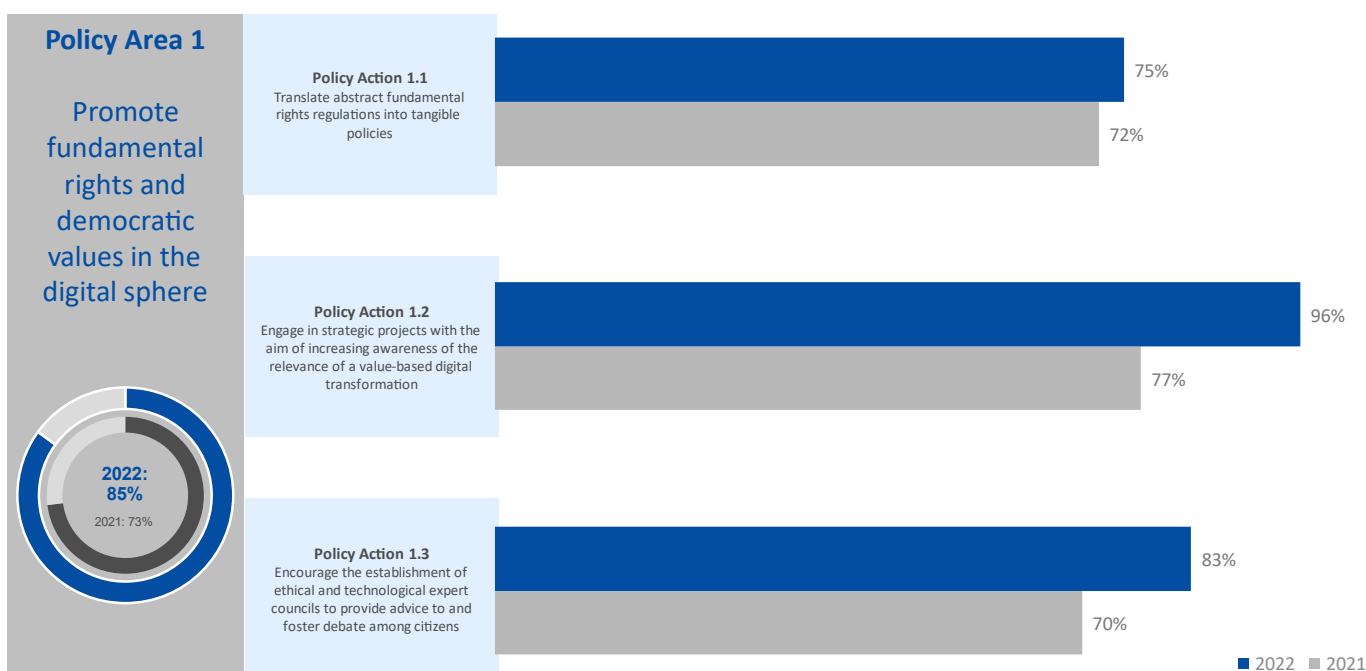 Policy Area 1
Promote
fundamental
rights and
democratic
values in the
digital sphere
2022:
85%
2021: 73%
Policy Action 1.1
Translate abstract fundamental
rights regulations into tangible
policies
75%
72%
Policy Action 1.2
Engage in strategic projects with the
aim of increasing awareness of the
relevance of a value-based digital
transformation
96%
77%
Policy Action 1.3
Encourage the establishment of
ethical and technological expert
councils to provide advice to and
foster debate among citizens
83%
70%
2022 2021